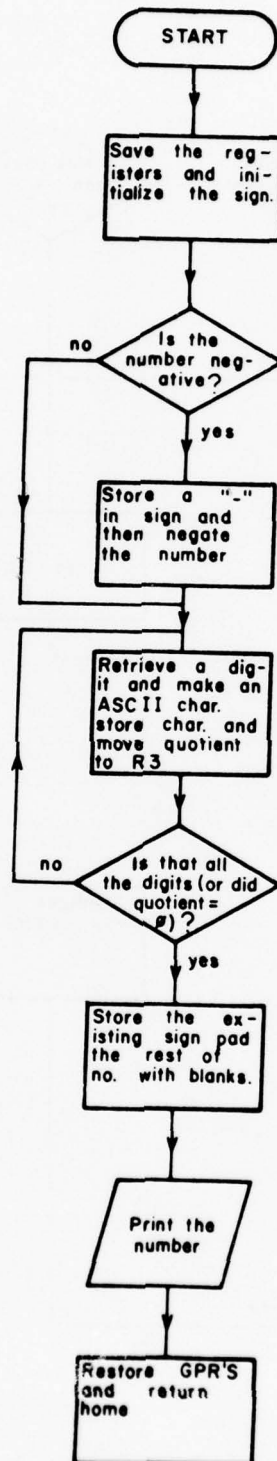 START
Save the reg-
isters and ini-
tialize the sign.
Is the
number neg-
ative?
no
yes
Store a "-"
in sign and
then negate
the number
Retrieve a dig-
it and make an
ASCII char.
store char. and
move quotient
to R3
Is that all
the digits (or did
quotient =
ø) ?
no
yes
Store the ex-
isting sign pad
the rest of
no. with blanks.
Print the
number
Restore GPR'S
and return
home